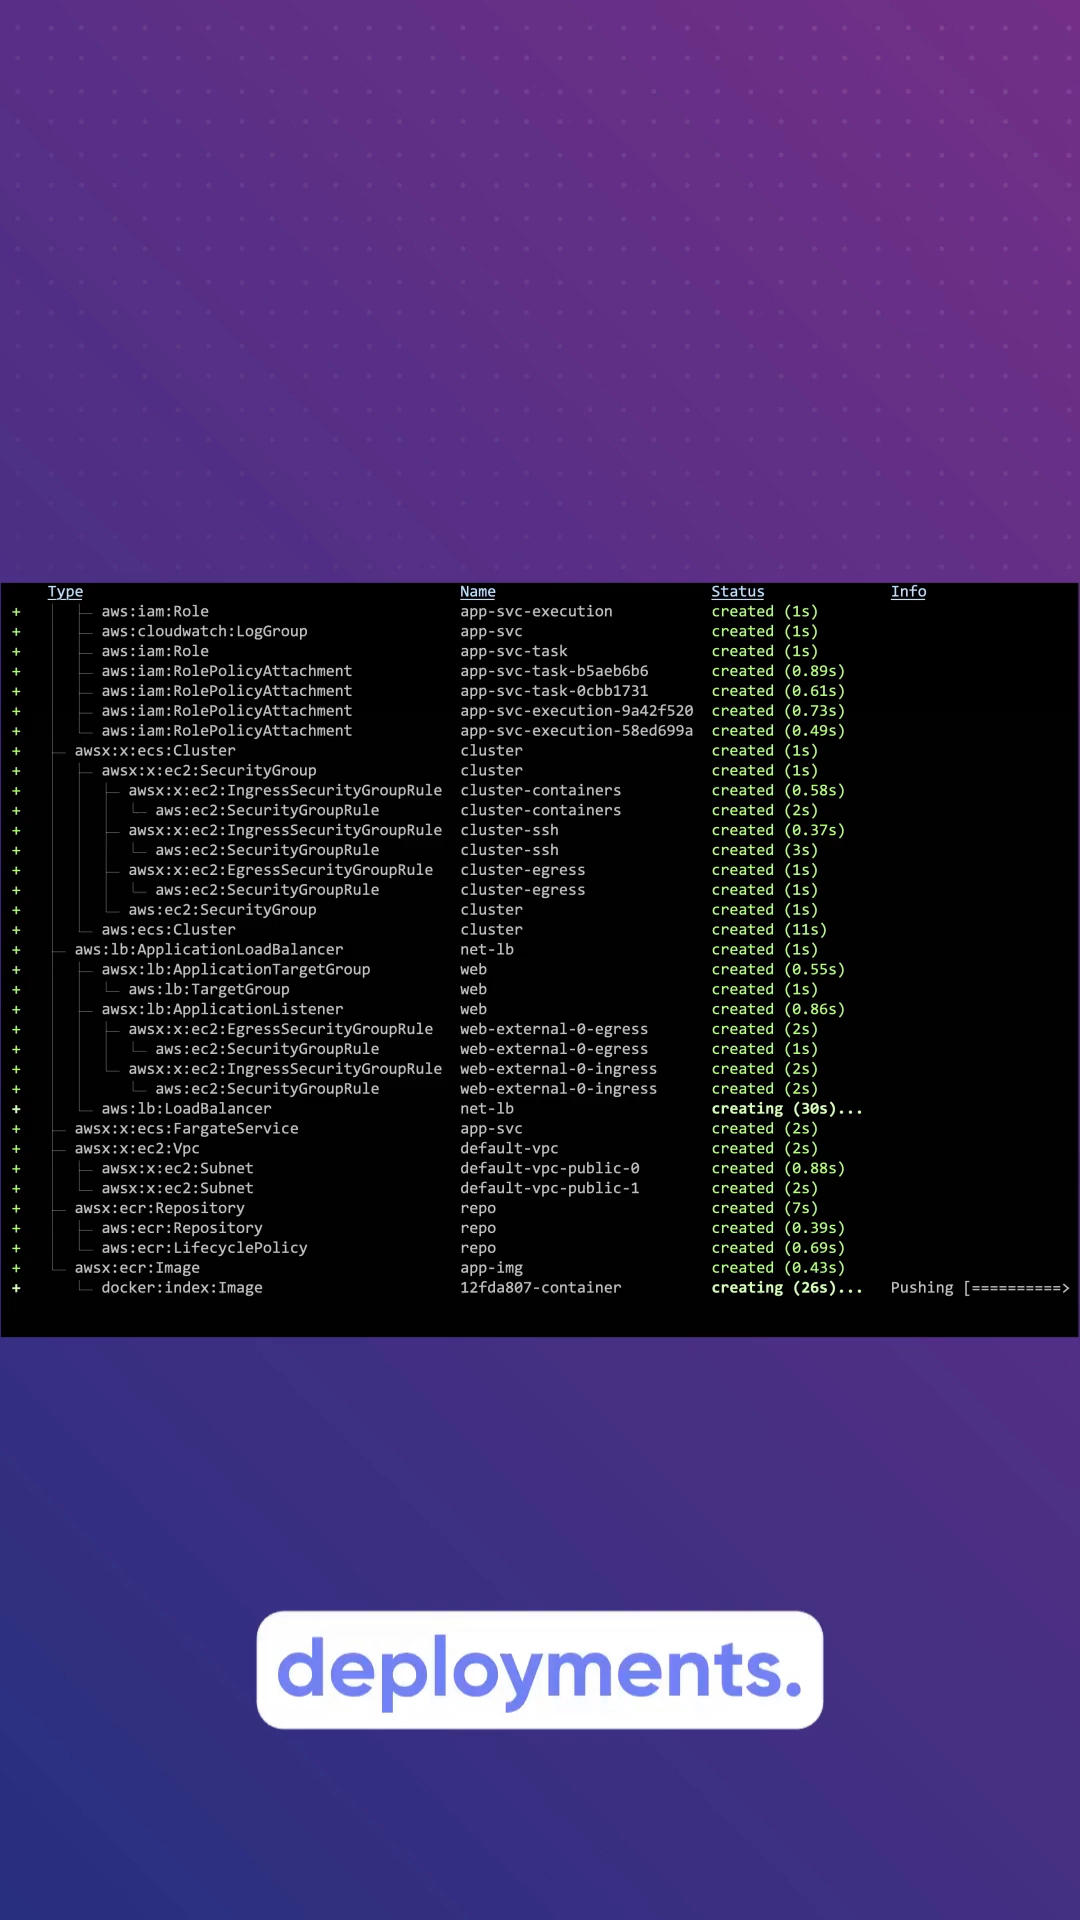 Type Name Status Info
+ aws:iam:Role app-svc-execution created (1s)
+ aws:cloudwatch:LogGroup app-svc created (1s)
+ aws:iam:Role app-svc-task created (1s)
+ aws:iam:RolePolicyAttachment app-svc-task-b5aeb6b6 created (0.89s)
+ aws:iam:RolePolicyAttachment app-svc-task-0cbb1731 created (0.61s)
+ aws:iam:RolePolicyAttachment app-svc-execution-9a42f520 created (0.73s)
+ aws:iam:RolePolicyAttachment app-svc-execution-58ed699a created (0.49s)
+ awsx:x:ecs:Cluster cluster created (1s)
+ awsx:x:ec2:SecurityGroup cluster created (1s)
+ awsx:x:ec2:IngressSecurityGroupRule cluster-containers created (0.58s)
+ aws:ec2:SecurityGroupRule cluster-containers created (2s)
+ awsx:x:ec2:IngressSecurityGroupRule cluster-ssh created (0.37s)
+ aws:ec2:SecurityGroupRule cluster-ssh created (3s)
+ awsx:x:ec2:EgressSecurityGroupRule cluster-egress created (1s)
+ aws:ec2:SecurityGroupRule cluster-egress created (1s)
+ aws:ec2:SecurityGroup cluster created (1s)
+ aws:ecs:Cluster cluster created (11s)
+ aws:lb:ApplicationLoadBalancer net-lb created (1s)
+ awsx:lb:ApplicationTargetGroup web created (0.55s)
+ aws:lb:TargetGroup web created (1s)
+ awsx:lb:ApplicationListener web created (0.86s)
+ awsx:x:ec2:EgressSecurityGroupRule web-external-0-egress created (2s)
+ aws:ec2:SecurityGroupRule web-external-0-egress created (1s)
+ awsx:x:ec2:IngressSecurityGroupRule web-external-0-ingress created (2s)
+ aws:ec2:SecurityGroupRule web-external-0-ingress created (2s)
+ aws:lb:LoadBalancer net-lb creating (30s)...
+ awsx:x:ecs:FargateService app-svc created (2s)
+ awsx:x:ec2:Vpc default-vpc created (2s)
+ awsx:x:ec2:Subnet default-vpc-public-0 created (0.88s)
+ awsx:x:ec2:Subnet default-vpc-public-1 created (2s)
+ awsx:ecr:Repository repo created (7s)
+ aws:ecr:Repository repo created (0.39s)
+ aws:ecr:LifecyclePolicy repo created (0.69s)
+ awsx:ecr:Image app-img created (0.43s)
+ docker:index:Image 12fda807-container creating (26s)... Pushing [==========>
deployments.